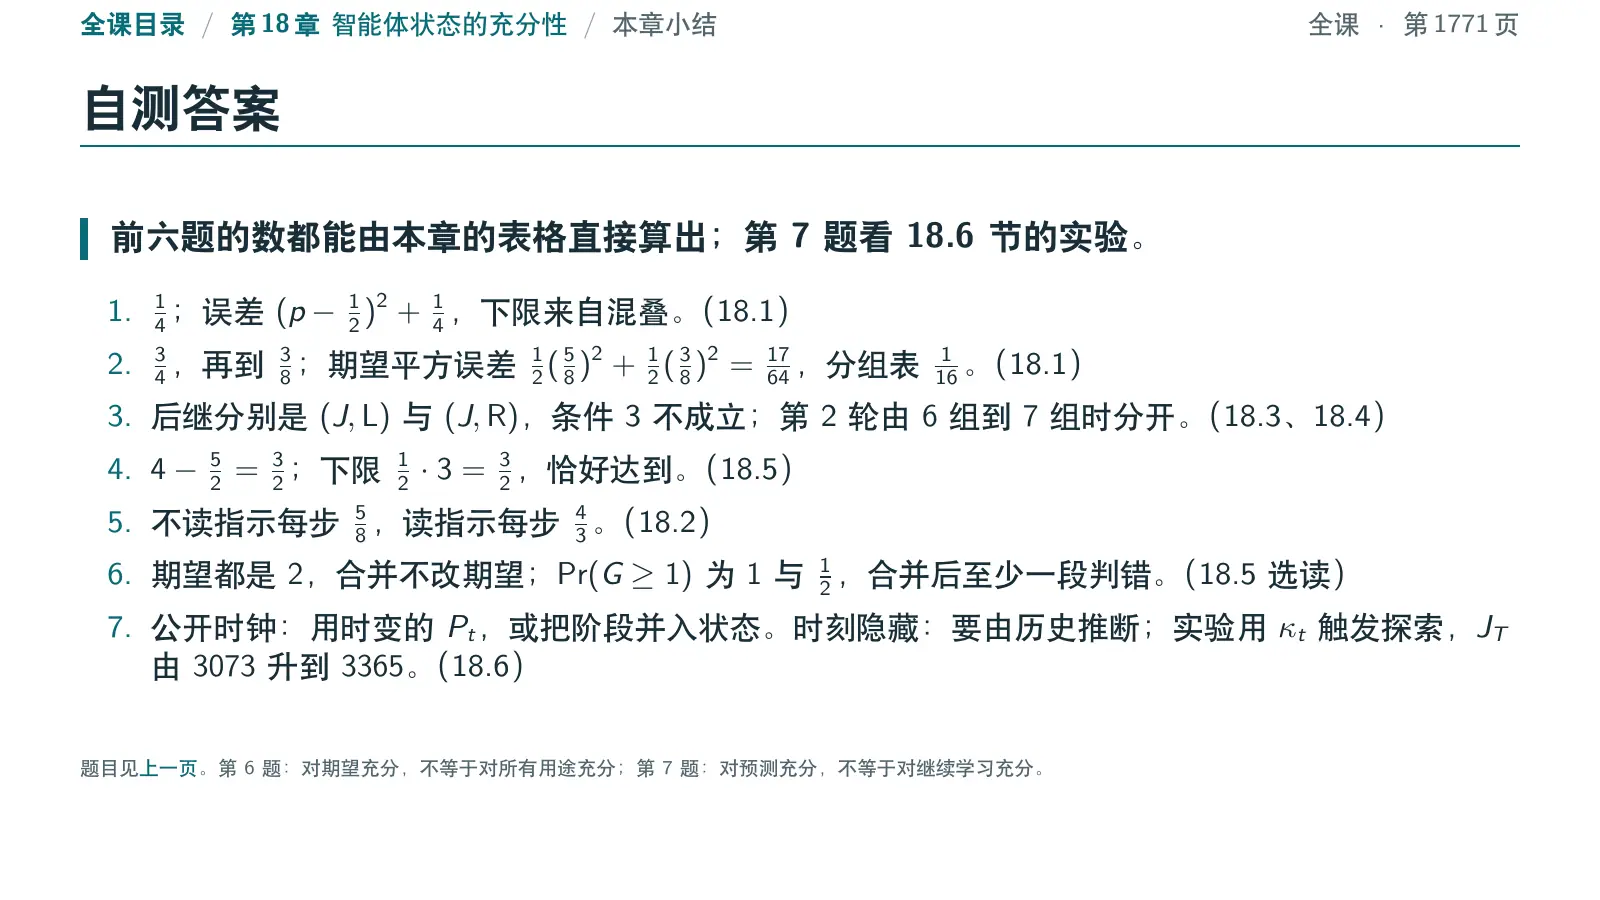 全课目录 / 第 18 章 智能体状态的充分性 / 本章小结
全课 · 第 1771 页
自测答案
前六题的数都能由本章的表格直接算出；第 7 题看 18.6 节的实验。
1. 1/4；误差 (p − 1/2)² + 1/4，下限来自混叠。（18.1）
2. 3/4，再到 3/8；期望平方误差 1/2(5/8)² + 1/2(3/8)² = 17/64，分组表 1/16。（18.1）
3. 后继分别是 (J, L) 与 (J, R)，条件 3 不成立；第 2 轮由 6 组到 7 组时分开。（18.3、18.4）
4. 4 − 5/2 = 3/2；下限 1/2 · 3 = 3/2，恰好达到。（18.5）
5. 不读指示每步 5/8，读指示每步 4/3。（18.2）
6. 期望都是 2，合并不改期望；Pr(G ≥ 1) 为 1 与 1/2，合并后至少一段判错。（18.5 选读）
7. 公开时钟：用时变的 Pₜ，或把阶段并入状态。时刻隐藏：要由历史推断；实验用 κₜ 触发探索，J_T
由 3073 升到 3365。（18.6）
题目见上一页。第 6 题：对期望充分，不等于对所有用途充分；第 7 题：对预测充分，不等于对继续学习充分。